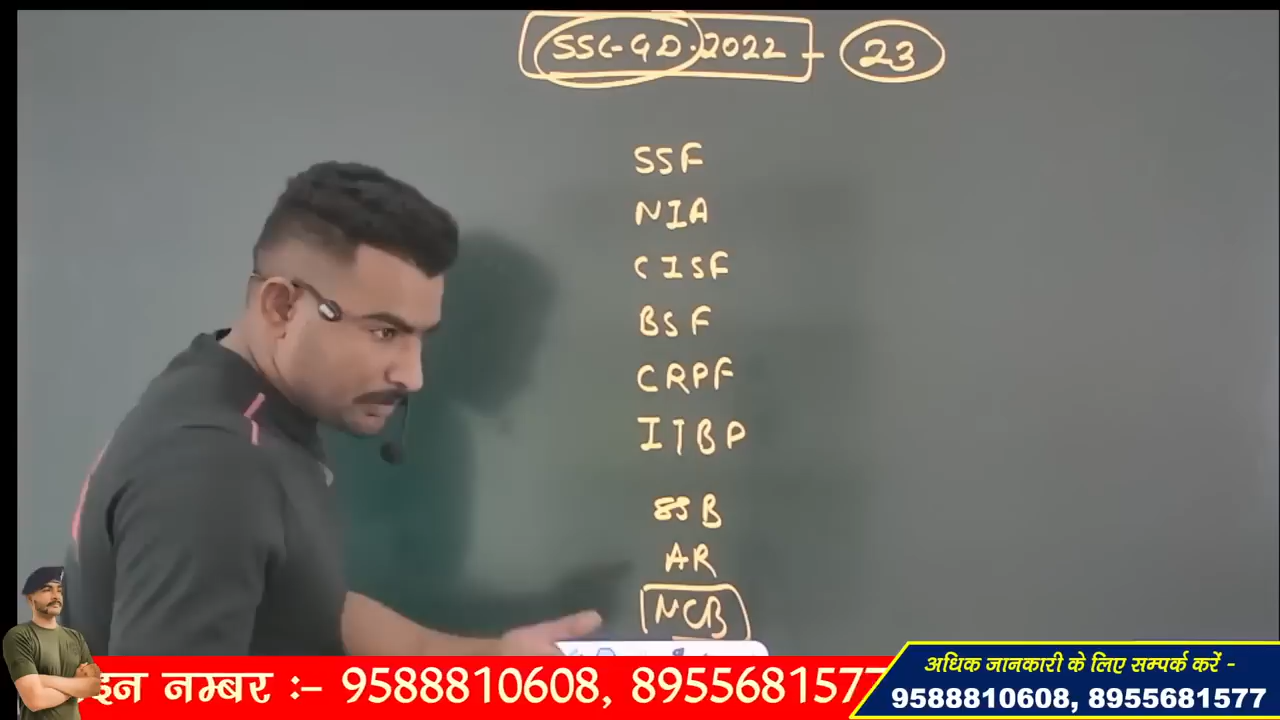 SSC-GD. 2022 - 23
SSF
NIA
CISF
BSF
CRPF
ITBP
SSB
AR
NCB
इन नम्बर :- 9588810608, 8955681577
अधिक जानकारी के लिए सम्पर्क करें -
9588810608, 8955681577